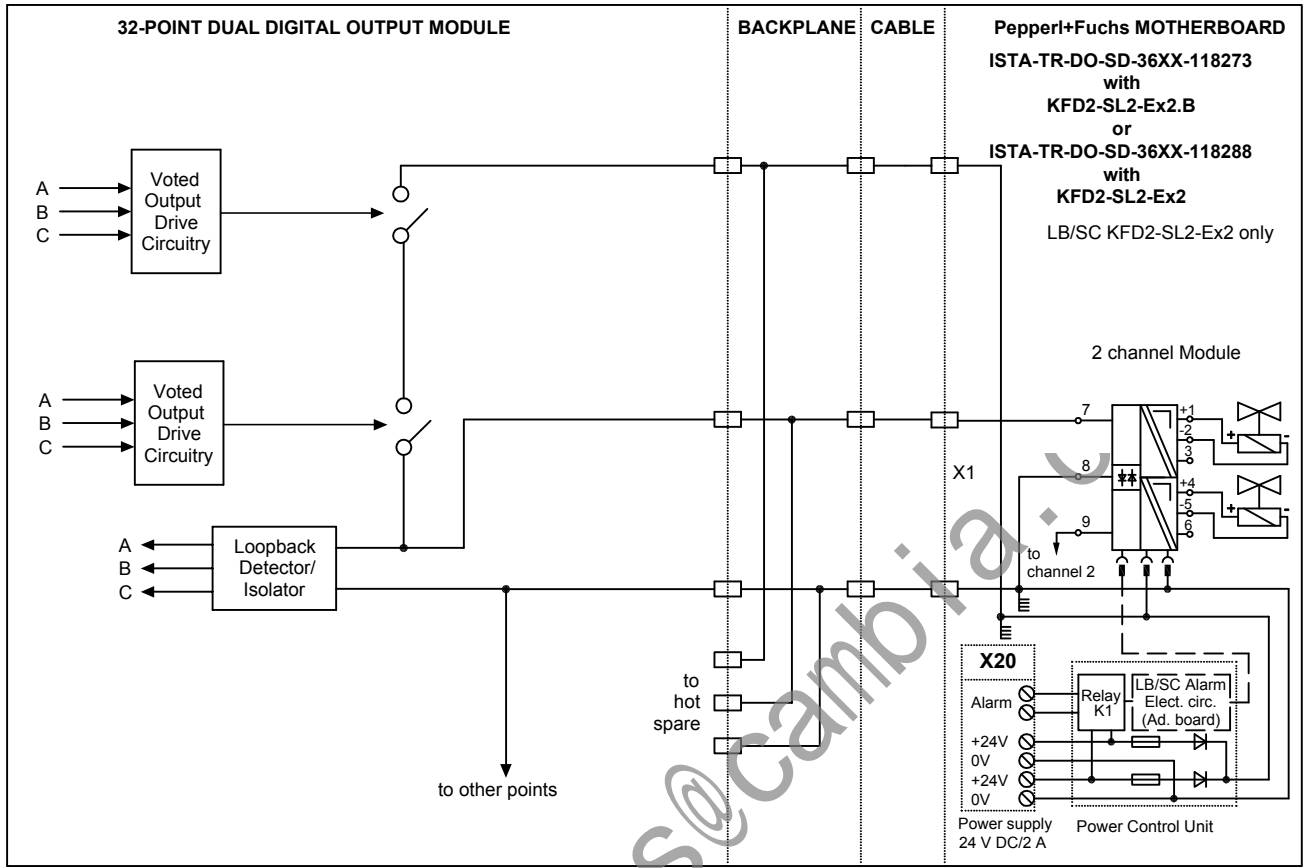 32-POINT DUAL DIGITAL OUTPUT MODULE
BACKPLANE
CABLE
Pepperl+Fuchs MOTHERBOARD
ISTA-TR-DO-SD-36XX-118273
with
KFD2-SL2-Ex2.B
or
ISTA-TR-DO-SD-36XX-118288
with
KFD2-SL2-Ex2
LB/SC KFD2-SL2-Ex2 only
A
B
C
Voted
Output
Drive
Circuitry
2 channel Module
A
B
C
Voted
Output
Drive
Circuitry
7
8
9
to
channel 2
X1
+1
-2
3
+4
-5
6
+ -
+ -
A
B
C
Loopback
Detector/
Isolator
to
hot
spare
to other points
X20
Alarm
+24V
0V
+24V
0V
Relay
K1
LB/SC Alarm
Elect. circ.
(Ad. board)
Power supply
24 V DC/2 A
Power Control Unit
s@cambia.c